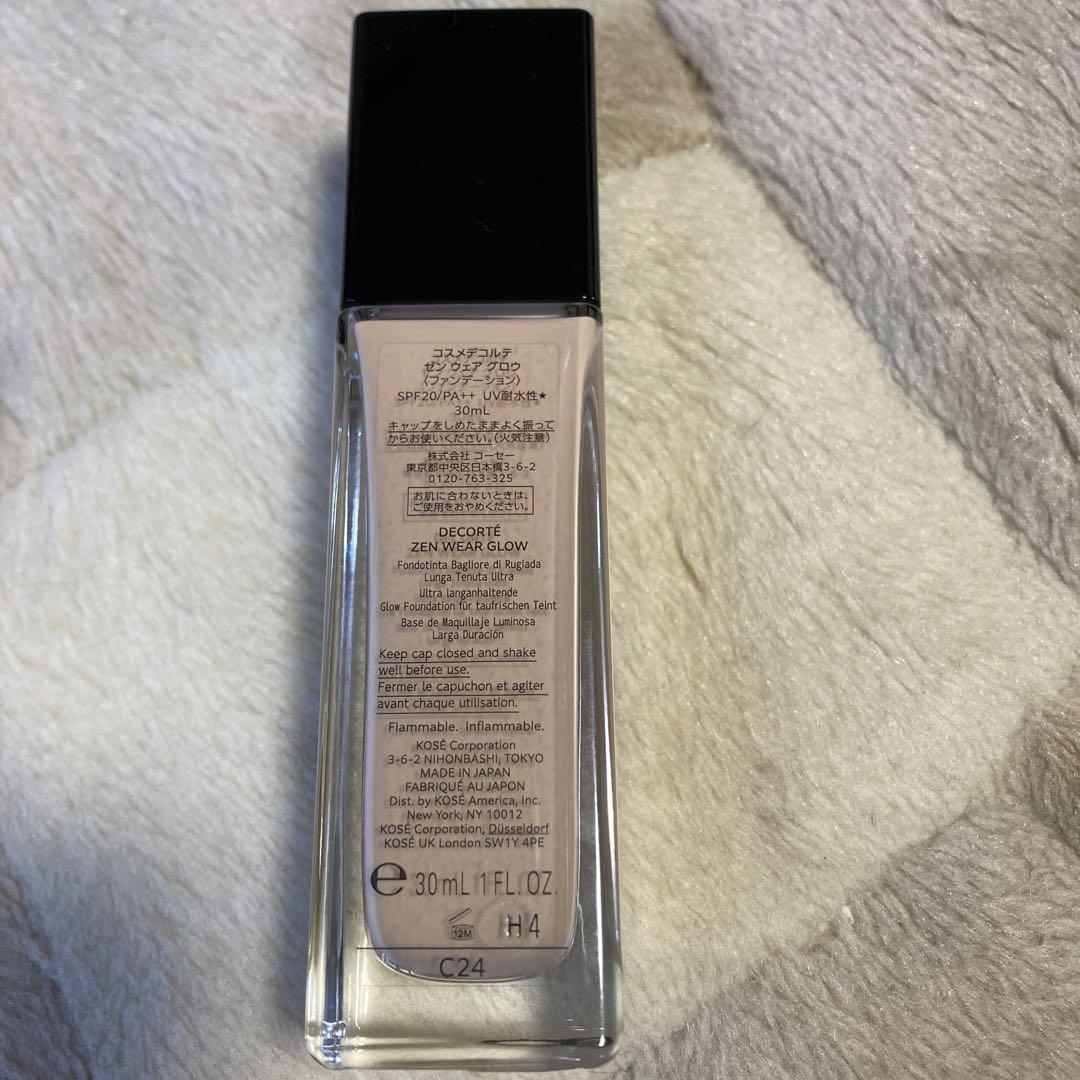 コスメデコルテ
ゼン ウェア グロウ
〈ファンデーション〉
SPF20/PA++ UV耐水性★
30mL
キャップをしめたままよく振って
からお使いください。(火気注意)
株式会社 コーセー
東京都中央区日本橋3-6-2
0120-763-325
お肌に合わないときは、
ご使用をおやめください。
DECORTÉ
ZEN WEAR GLOW
Fondotinta Bagliore di Rugiada
Lunga Tenuta Ultra
Ultra langanhaltende
Glow Foundation für taufrischen Teint
Base de Maquillaje Luminosa
Larga Duración
Keep cap closed and shake
well before use.
Fermer le capuchon et agiter
avant chaque utilisation.
Flammable. Inflammable.
KOSÉ Corporation
3-6-2 NIHONBASHI, TOKYO
MADE IN JAPAN
FABRIQUÉ AU JAPON
Dist. by KOSÉ America, Inc.
New York, NY 10012
KOSÉ Corporation, Düsseldorf
KOSÉ UK London SW1Y 4PE
e 30mL 1FL.OZ.
12M H4
C24